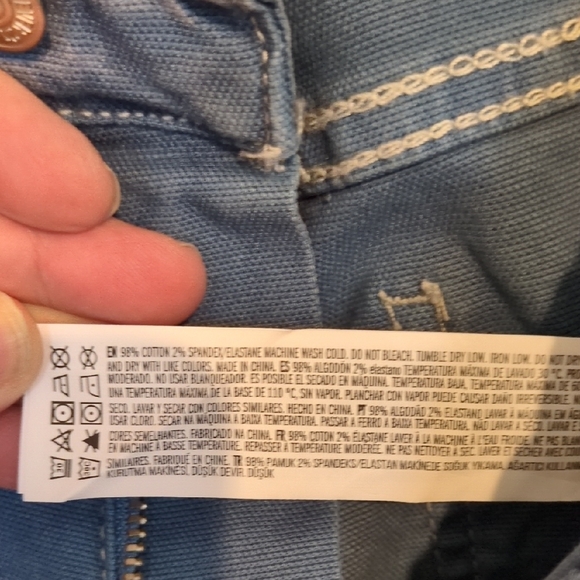 EN 98% COTTON 2% SPANDEX/ELASTANE MACHINE WASH COLD. DO NOT BLEACH. TUMBLE DRY LOW. IRON LOW. DO NOT DRY
AND DRY WITH LIKE COLORS. MADE IN CHINA. ES 98% ALGODÓN 2% elastano TEMPERATURA MÁXIMA DE LAVADO 30 °C.
MODERADO. NO USAR BLANQUEADOR. ES POSIBLE EL SECADO EN MÁQUINA. TEMPERATURA BAJA, TEMPERATURA MÁXIMA DE
UNA TEMPERATURA MÁXIMA DE LA BASE DE 110 °C, SIN VAPOR. PLANCHAR CON VAPOR PUEDE CAUSAR DAÑO IRREVERSIBLE.
SECO. LAVAR Y SECAR CON COLORES SIMILARES. HECHO EN CHINA. PT 98% ALGODÃO 2% ELASTANO LAVAR À MÁQUINA EM
USAR CLORO. SECAR NA MÁQUINA A BAIXA TEMPERATURA. PASSAR A FERRO A BAIXA TEMPERATURA. NÃO LAVAR A SECO. LAVAR E
CORES SEMELHANTES. FABRICADO NA CHINA. FR 98% COTON 2% ÉLASTANE LAVER À LA MACHINE À L'EAU FROIDE. NE PAS BLANCHIR
EN MACHINE À BASSE TEMPÉRATURE. REPASSER À TEMPÉRATURE MODÉRÉE. NE PAS NETTOYER À SEC. LAVER ET SÉCHER AVEC
SIMILAIRES. FABRIQUÉ EN CHINE. TR 98% PAMUK 2% SPANDEKS/ELASTAN MAKİNEDE SOĞUK YIKAMA. AĞARTICI
KURUTMA MAKİNESİ, DÜŞÜK DEVİR. DÜŞÜK